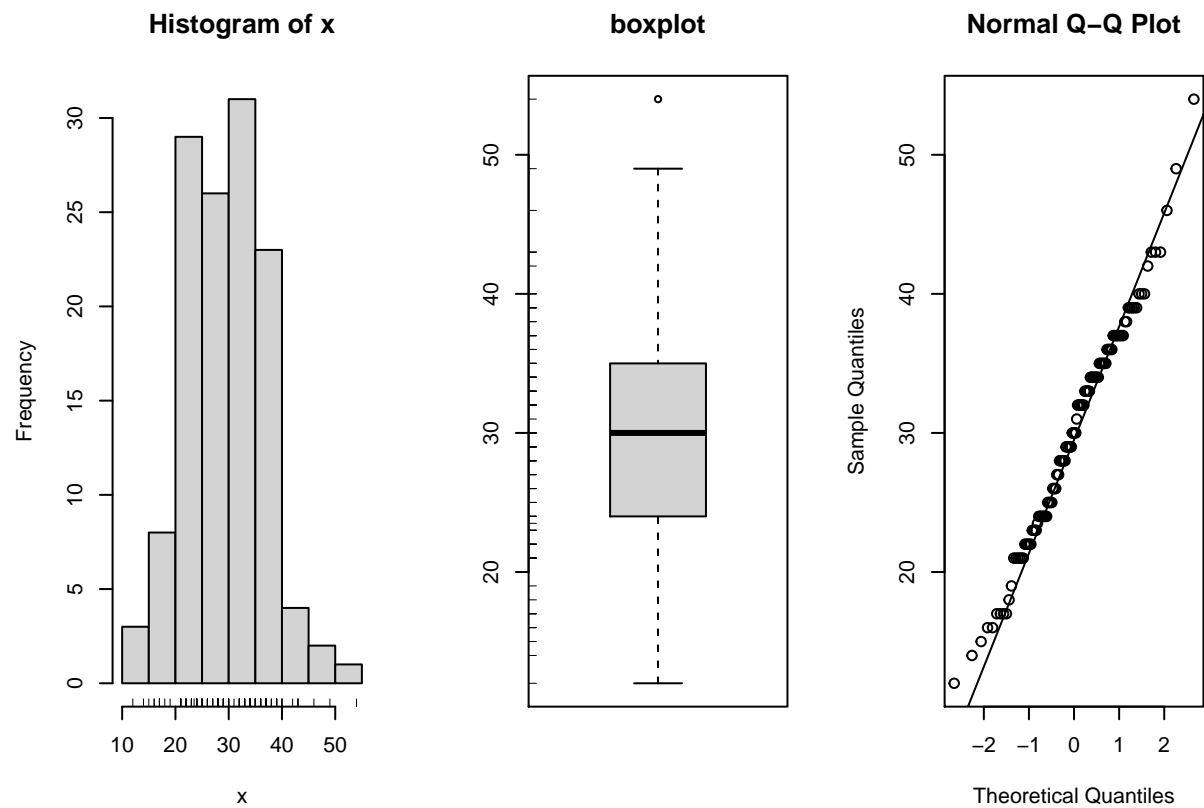 Histogram of x
Frequency
30
25
20
15
10
5
0
10 20 30 40 50
x
boxplot
50
40
30
20
Normal Q−Q Plot
Sample Quantiles
50
40
30
20
−2 −1 0 1 2
Theoretical Quantiles